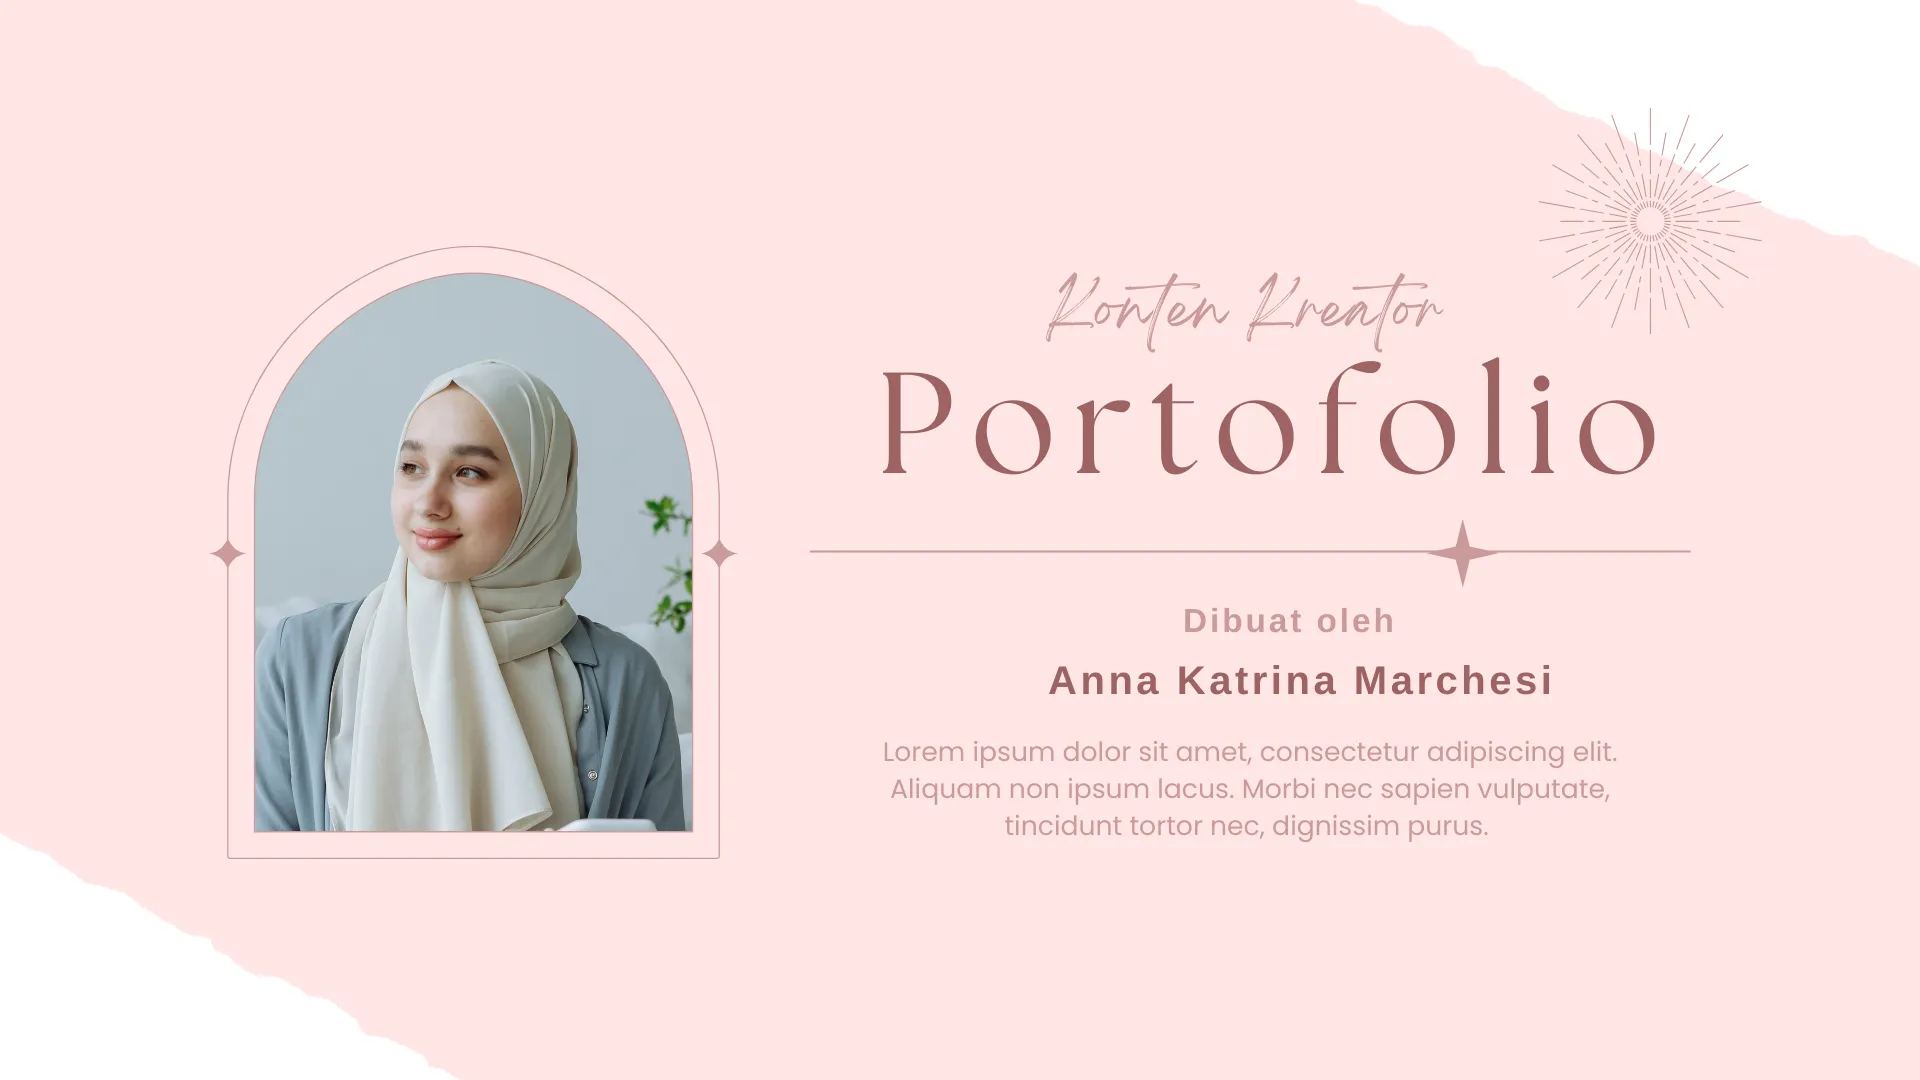 Konten Kreator
Portofolio
Dibuat oleh
Anna Katrina Marchesi
Lorem ipsum dolor sit amet, consectetur adipiscing elit.
Aliquam non ipsum lacus. Morbi nec sapien vulputate,
tincidunt tortor nec, dignissim purus.